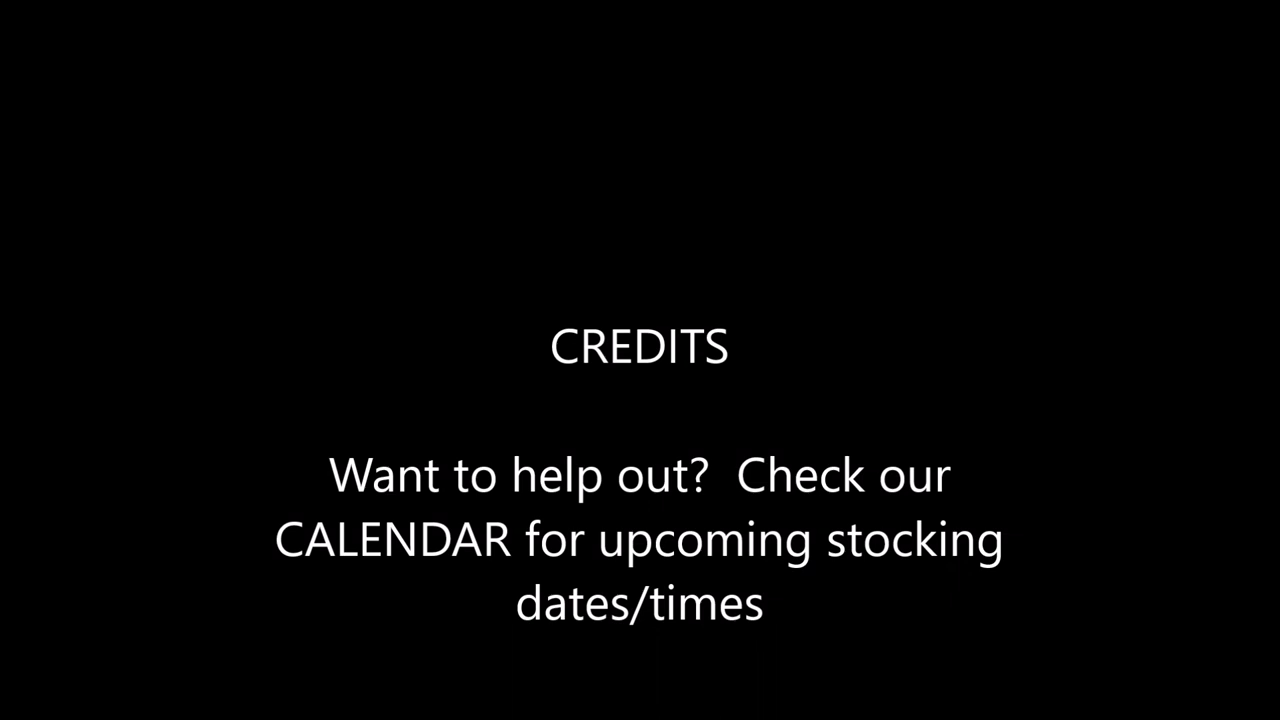 CREDITS
Want to help out?  Check our
CALENDAR for upcoming stocking
dates/times